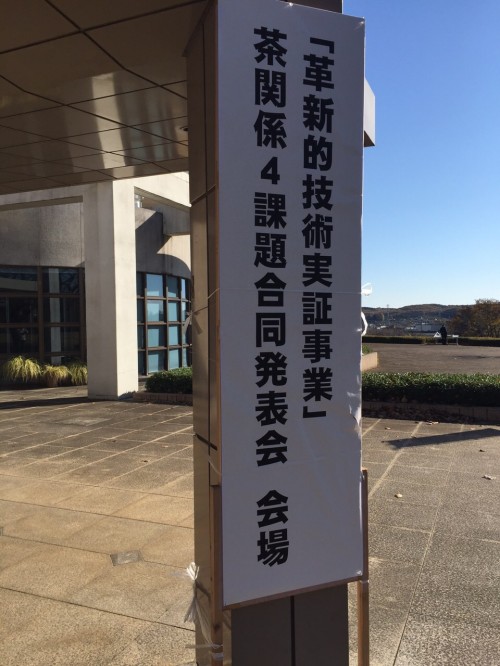 「革新的技術実証事業」
茶関係４課題合同発表会　会場